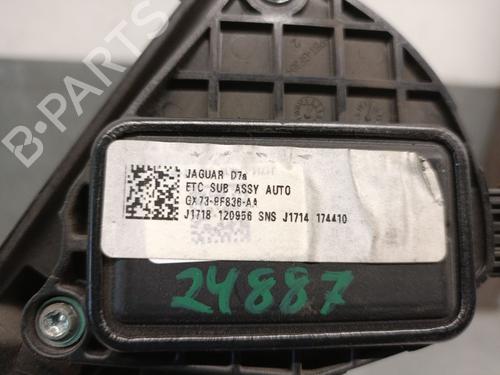 B-PARTS
JAGUAR D7a
ETC SUB ASSY AUTO
GX73-9F836-AA
J1718 120956 SNS J1714 174410
24887